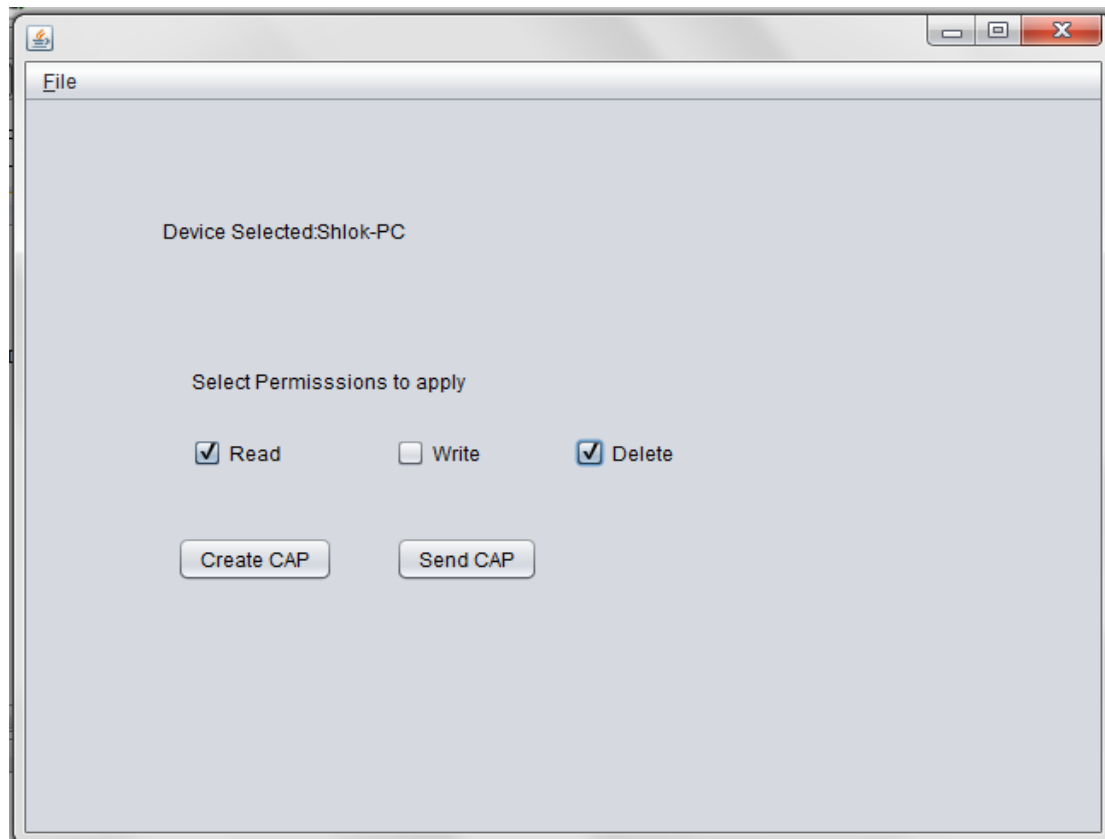 File
Device Selected:Shlok-PC
Select Permisssions to apply
Read Write Delete
Create CAP Send CAP